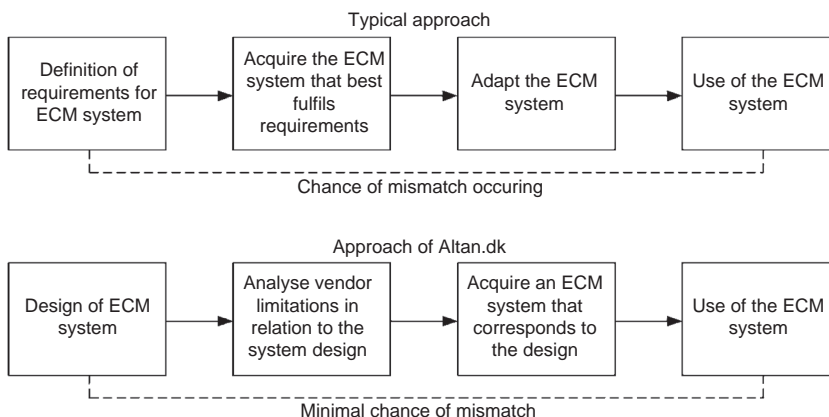 Typical approach
Definition of
requirements for
ECM system
Acquire the ECM
system that best
fulfils
requirements
Adapt the ECM
system
Use of the ECM
system
Chance of mismatch occuring
Approach of Altan.dk
Design of ECM
system
Analyse vendor
limitations in
relation to the
system design
Acquire an ECM
system that
corresponds to
the design
Use of the ECM
system
Minimal chance of mismatch